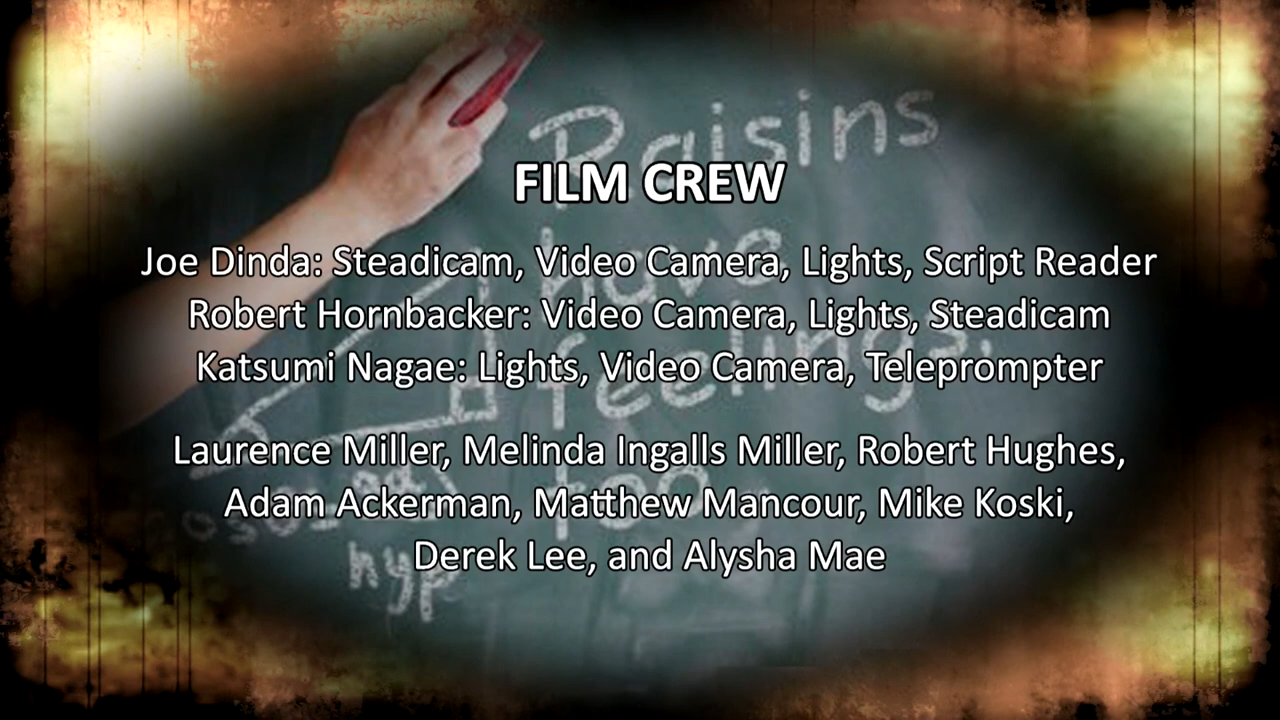 Raisins
FILM CREW
have
Joe Dinda: Steadicam, Video Camera, Lights, Script Reader
Robert Hornbacker: Video Camera, Lights, Steadicam
feelings,
Katsumi Nagae: Lights, Video Camera, Teleprompter
Laurence Miller, Melinda Ingalls Miller, Robert Hughes,
too.
Adam Ackerman, Matthew Mancour, Mike Koski,
Derek Lee, and Alysha Mae
hyp